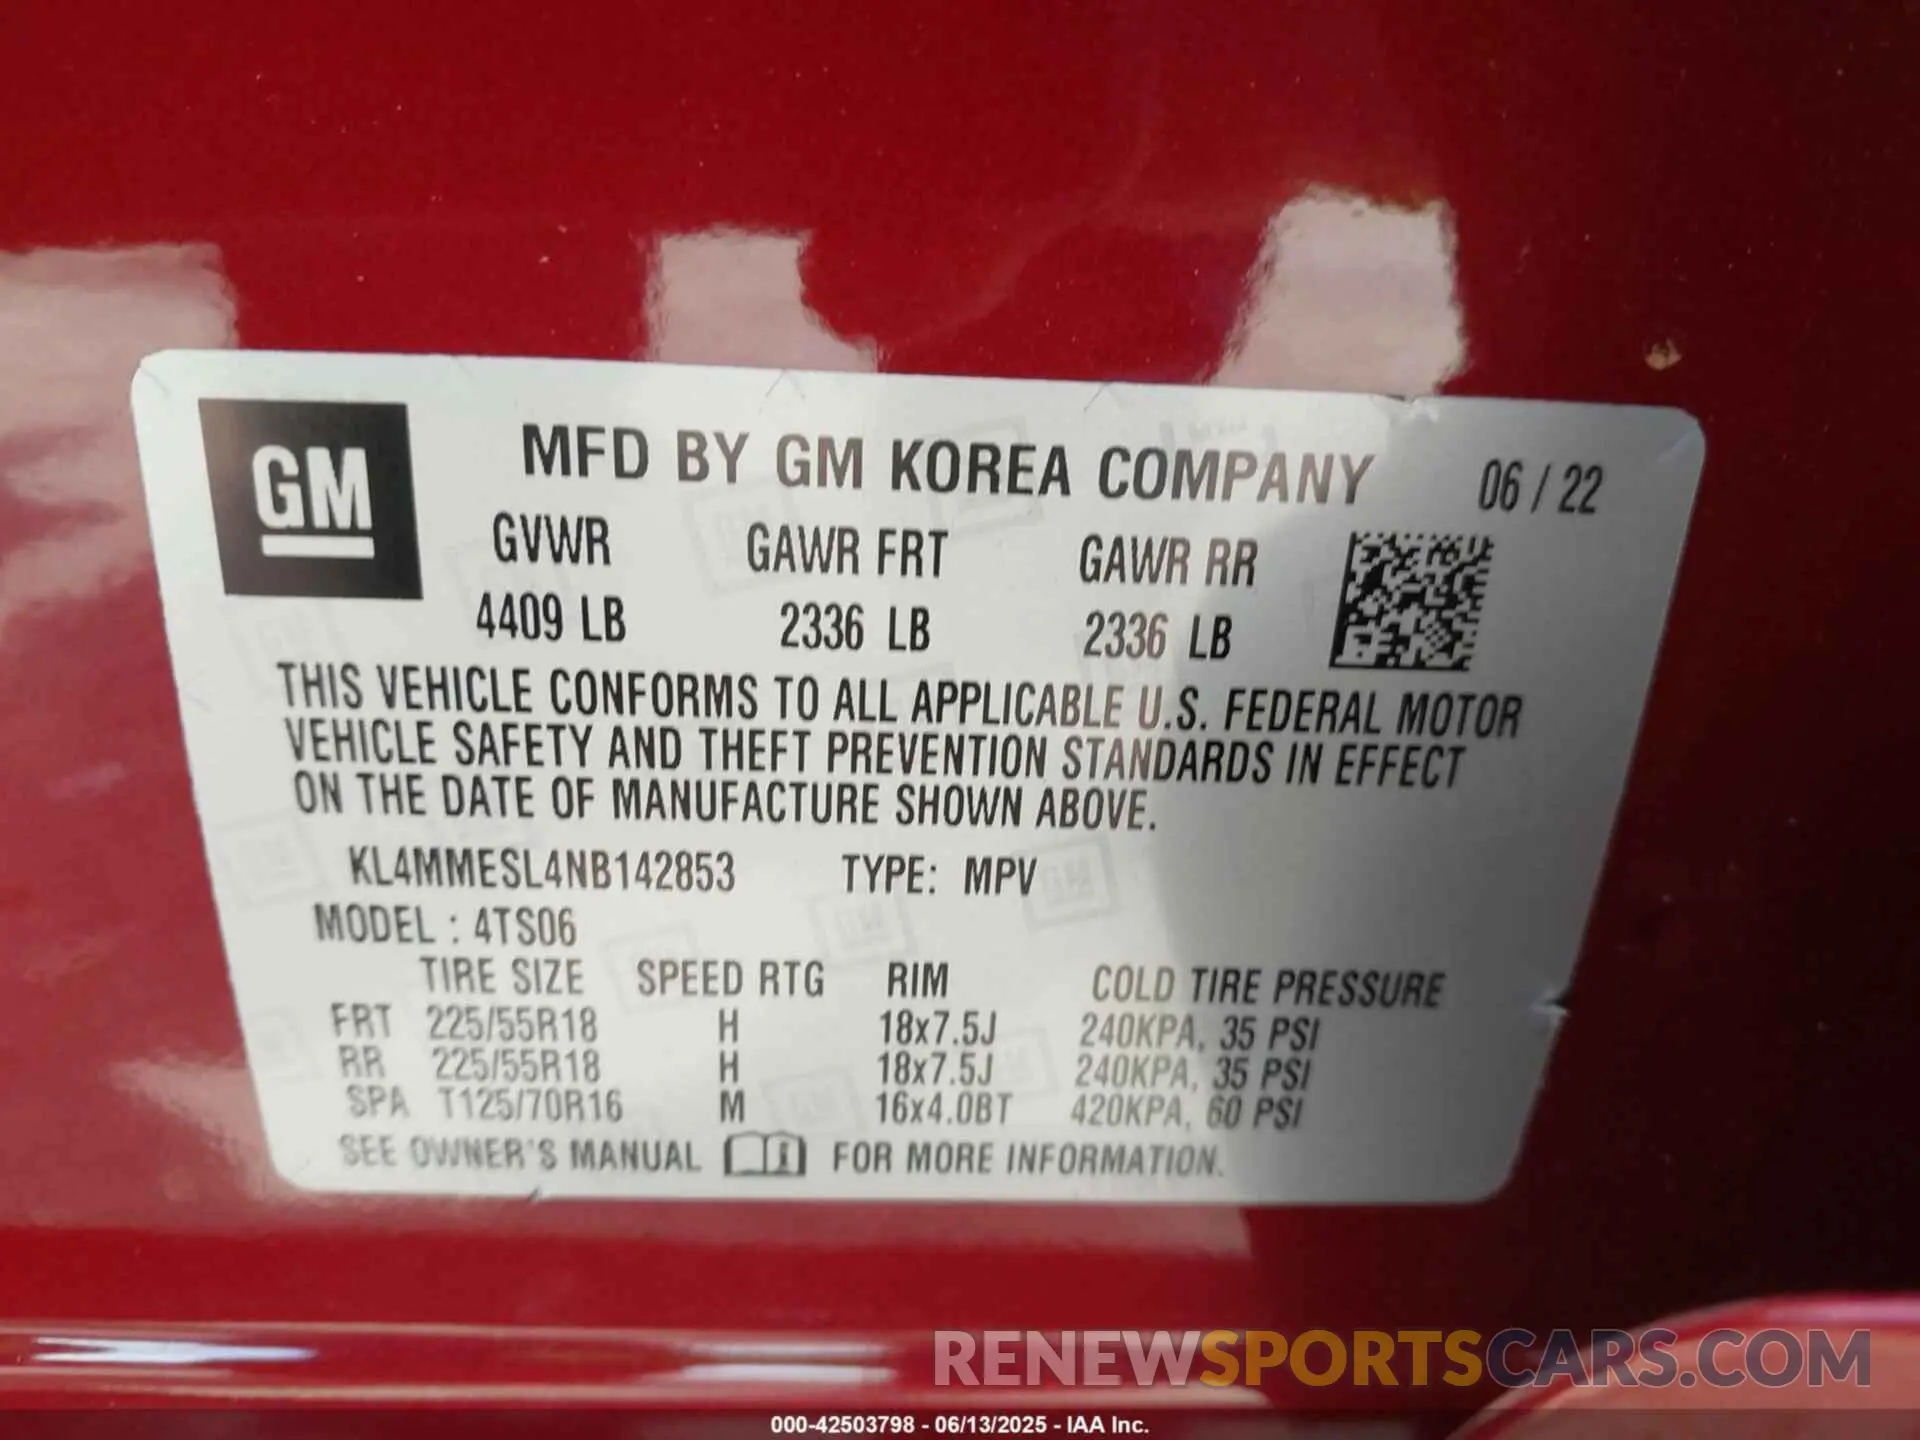 GM
MFD BY GM KOREA COMPANY 06 / 22
GVWR GAWR FRT GAWR RR
4409 LB 2336 LB 2336 LB
THIS VEHICLE CONFORMS TO ALL APPLICABLE U.S. FEDERAL MOTOR
VEHICLE SAFETY AND THEFT PREVENTION STANDARDS IN EFFECT
ON THE DATE OF MANUFACTURE SHOWN ABOVE.
KL4MMESL4NB142853 TYPE: MPV
MODEL : 4TS06
TIRE SIZE SPEED RTG RIM COLD TIRE PRESSURE
FRT 225/55R18 H 18x7.5J 240KPA, 35 PSI
RR 225/55R18 H 18x7.5J 240KPA, 35 PSI
SPA T125/70R16 M 16x4.0BT 420KPA, 60 PSI
SEE OWNER'S MANUAL FOR MORE INFORMATION.
RENEWSPORTSCARS.COM
000-42503798 - 06/13/2025 - IAA Inc.